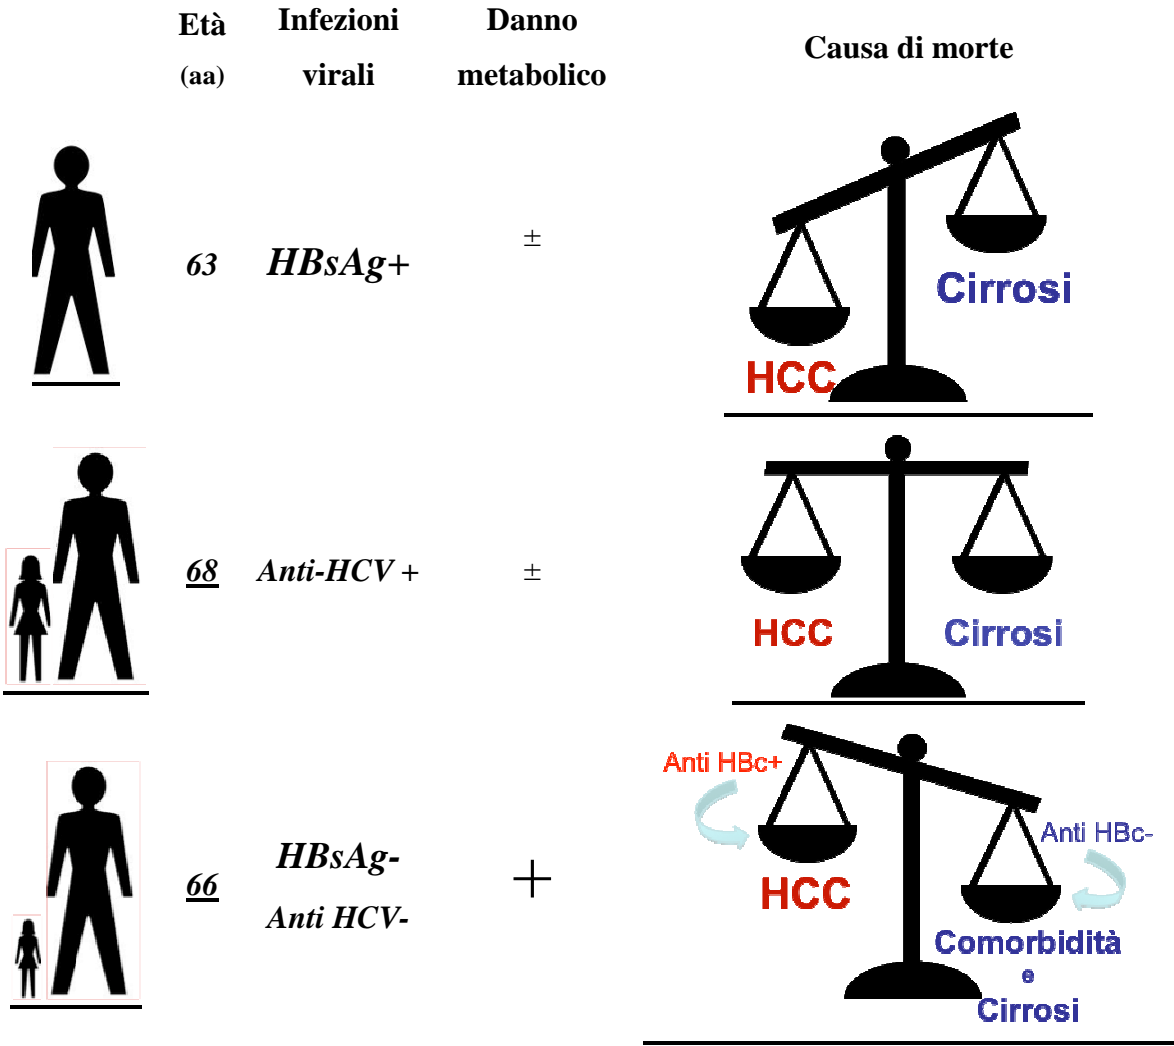 Età
(aa)
Infezioni
virali
Danno
metabolico
Causa di morte
63
HBsAg+
±
HCC
Cirrosi
68
Anti-HCV +
±
HCC
Cirrosi
66
HBsAg-
Anti HCV-
+
Anti HBc+
HCC
Anti HBc-
Comorbidità
e
Cirrosi